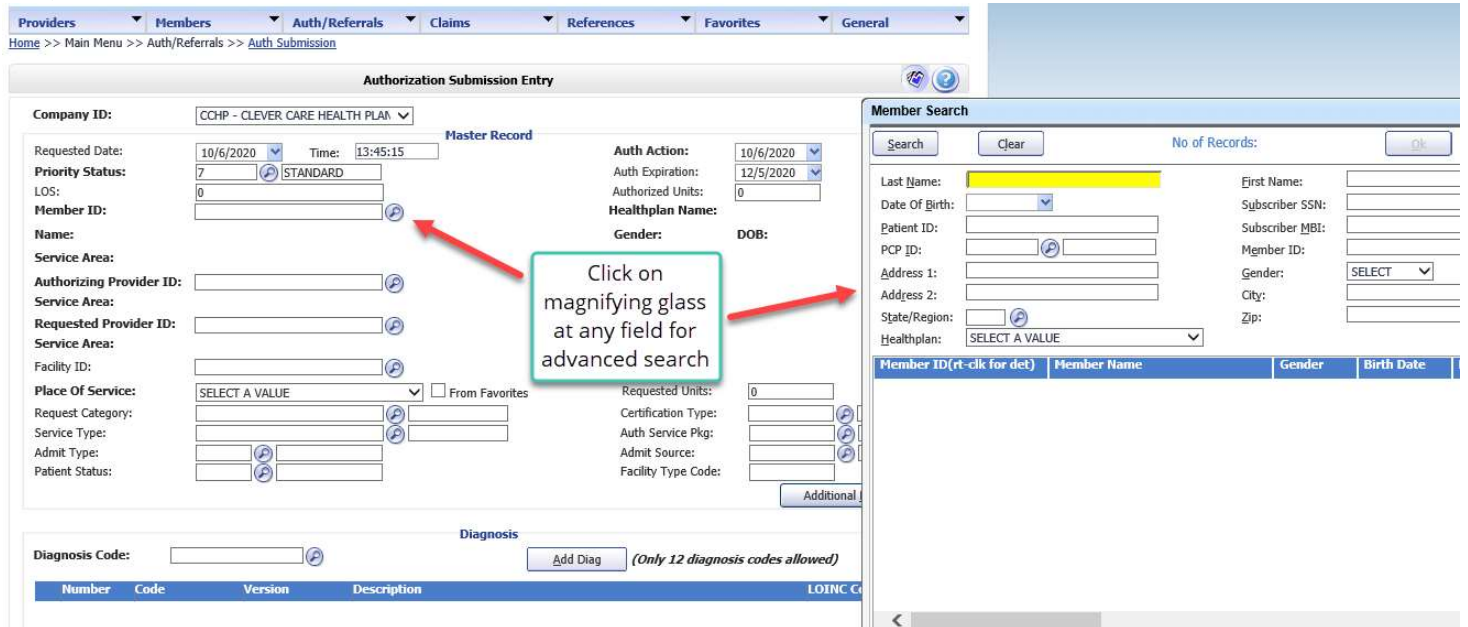 Providers Members Auth/Referrals Claims References Favorites General
Home >> Main Menu >> Auth/Referrals >> Auth Submission
Authorization Submission Entry
Company ID: CCHP - CLEVER CARE HEALTH PLAN
Master Record
Requested Date: 10/6/2020 Time: 13:45:15 Auth Action: 10/6/2020
Priority Status: 7 STANDARD Auth Expiration: 12/5/2020
LOS: 0 Authorized Units: 0
Member ID: Healthplan Name:
Name: Gender: DOB:
Service Area:
Authorizing Provider ID:
Service Area:
Requested Provider ID:
Service Area:
Facility ID:
Place Of Service: SELECT A VALUE From Favorites Requested Units: 0
Request Category: Certification Type:
Service Type: Auth Service Pkg:
Admit Type: Admit Source:
Patient Status: Facility Type Code:
Additional
Diagnosis
Diagnosis Code: Add Diag (Only 12 diagnosis codes allowed)
Number Code Version Description LOINC
Click on
magnifying glass
at any field for
advanced search
Member Search
Search Clear No of Records: Ok
Last Name: First Name:
Date Of Birth: Subscriber SSN:
Patient ID: Subscriber MBI:
PCP ID: Member ID:
Address 1: Gender: SELECT
Address 2: City:
State/Region: Zip:
Healthplan: SELECT A VALUE
Member ID(rt-clk for det) Member Name Gender Birth Date